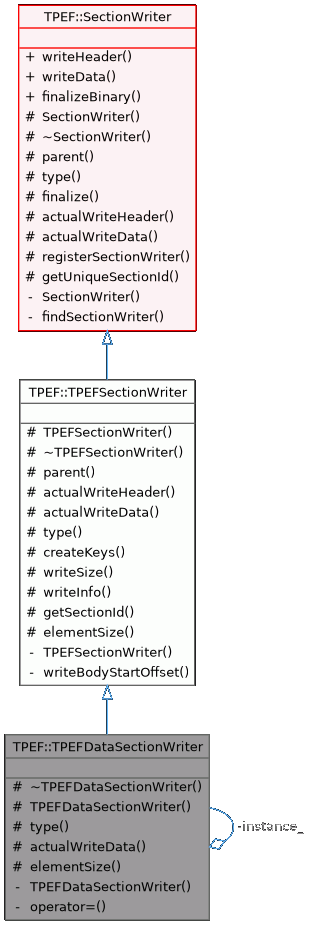 TPEF::SectionWriter
+ writeHeader()
+ writeData()
+ finalizeBinary()
# SectionWriter()
# ~SectionWriter()
# parent()
# type()
# finalize()
# actualWriteHeader()
# actualWriteData()
# registerSectionWriter()
# getUniqueSectionId()
- SectionWriter()
- findSectionWriter()
TPEF::TPEFSectionWriter
# TPEFSectionWriter()
# ~TPEFSectionWriter()
# parent()
# actualWriteHeader()
# actualWriteData()
# type()
# createKeys()
# writeSize()
# writeInfo()
# getSectionId()
# elementSize()
- TPEFSectionWriter()
- writeBodyStartOffset()
TPEF::TPEFDataSectionWriter
# ~TPEFDataSectionWriter()
# TPEFDataSectionWriter()
# type()
# actualWriteData()
# elementSize()
- TPEFDataSectionWriter()
- operator=()
-instance_